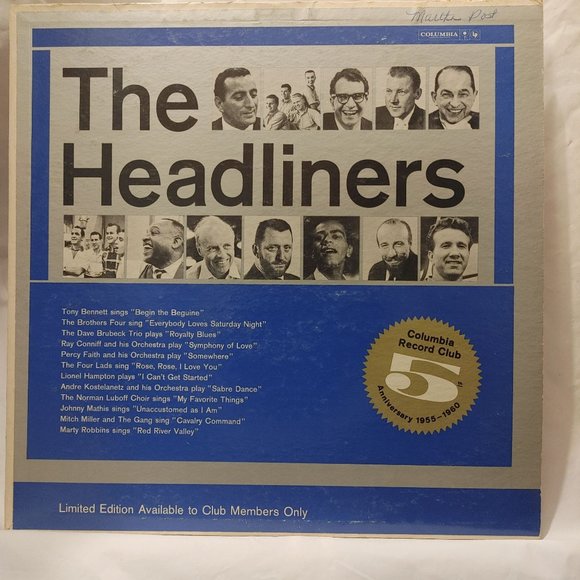 Martha Post
COLUMBIA
The
Headliners
Tony Bennett sings "Begin the Beguine"
The Brothers Four sing "Everybody Loves Saturday Night"
The Dave Brubeck Trio plays "Royalty Blues"
Ray Conniff and his Orchestra play "Symphony of Love"
Percy Faith and his Orchestra play "Somewhere"
The Four Lads sing "Rose, Rose, I Love You"
Lionel Hampton plays "I Can't Get Started"
Andre Kostelanetz and his Orchestra play "Sabre Dance"
The Norman Luboff Choir sings "My Favorite Things"
Johnny Mathis sings "Unaccustomed as I Am"
Mitch Miller and The Gang sing "Cavalry Command"
Marty Robbins sings "Red River Valley"
Columbia
Record Club
5th
Anniversary 1955-1960
Limited Edition Available to Club Members Only